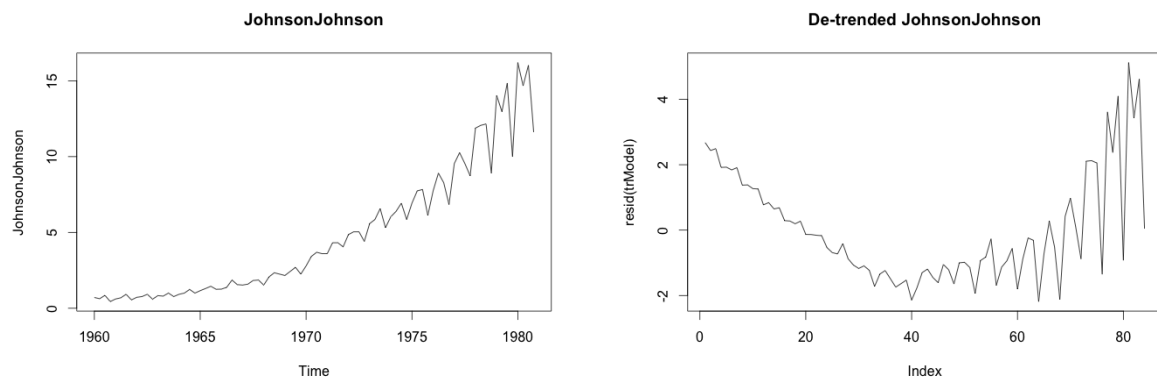 JohnsonJohnson
JohnsonJohnson
15
10
5
0
1960 1965 1970 1975 1980
Time
De-trended JohnsonJohnson
resid(trModel)
4
2
0
-2
0 20 40 60 80
Index